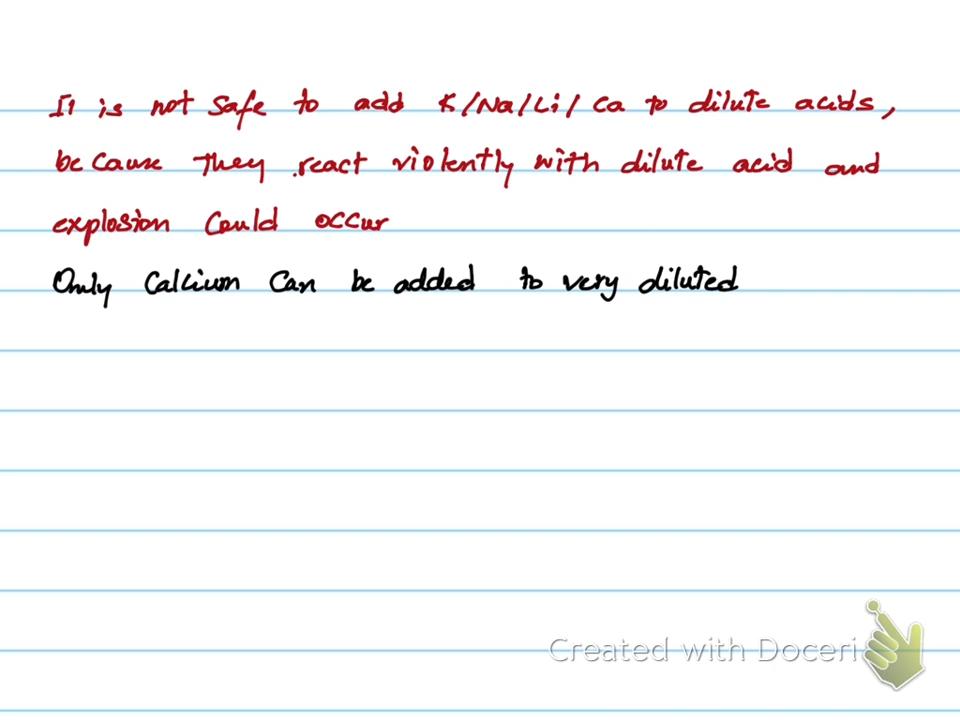 It is not safe to add K/Na/Li/Ca to dilute acids,
because they react violently with dilute acid and
explosion could occur
Only calcium can be added to very diluted
Created with Doceri